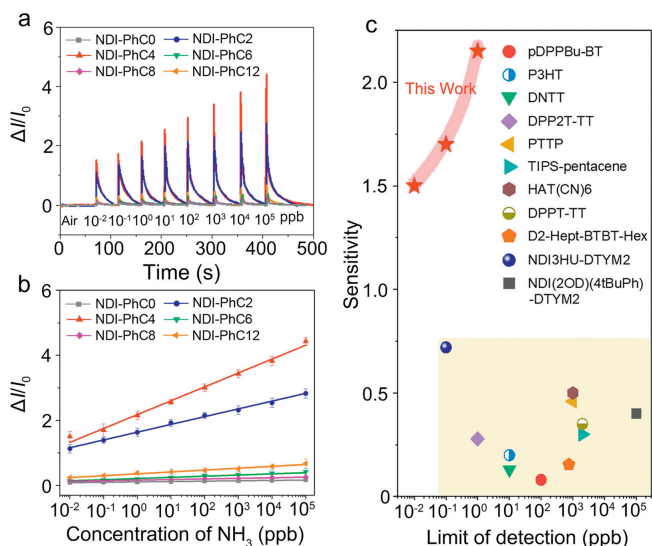 a
NDI-PhC0 NDI-PhC2
NDI-PhC4 NDI-PhC6
NDI-PhC8 NDI-PhC12
6
4
2
0
ΔI/I₀
Air 10⁻² 10⁻¹ 10⁰ 10¹ 10² 10³ 10⁴ 10⁵ ppb
0 100 200 300 400 500
Time (s)
b
NDI-PhC0 NDI-PhC2
NDI-PhC4 NDI-PhC6
NDI-PhC8 NDI-PhC12
6
4
2
0
ΔI/I₀
10⁻² 10⁻¹ 10⁰ 10¹ 10² 10³ 10⁴ 10⁵
Concentration of NH₃ (ppb)
c
2.0
1.5
1.0
0.5
0.0
Sensitivity
This Work
pDPPBu-BT
P3HT
DNTT
DPP2T-TT
PTTP
TIPS-pentacene
HAT(CN)6
DPPT-TT
D2-Hept-BTBT-Hex
NDI3HU-DTYM2
NDI(2OD)(4tBuPh)
-DTYM2
10⁻² 10⁻¹ 10⁰ 10¹ 10² 10³ 10⁴ 10⁵
Limit of detection (ppb)